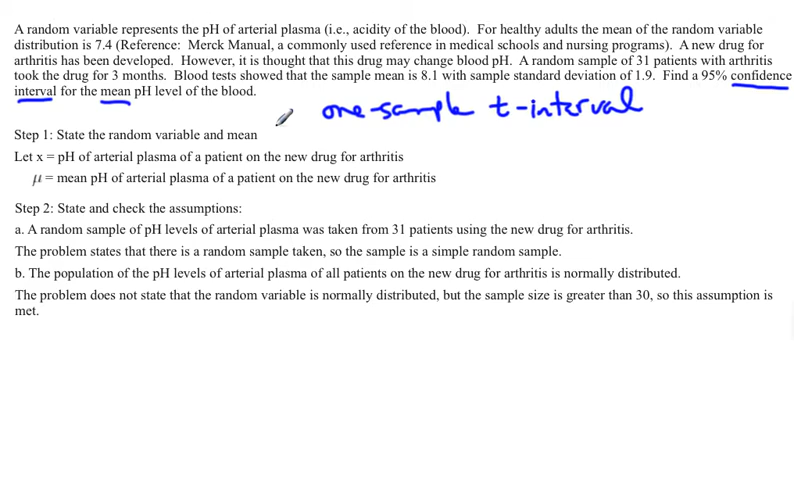 A random variable represents the pH of arterial plasma (i.e., acidity of the blood). For healthy adults the mean of the random variable
distribution is 7.4 (Reference: Merck Manual, a commonly used reference in medical schools and nursing programs). A new drug for
arthritis has been developed. However, it is thought that this drug may change blood pH. A random sample of 31 patients with arthritis
took the drug for 3 months. Blood tests showed that the sample mean is 8.1 with sample standard deviation of 1.9. Find a 95% confidence
interval for the mean pH level of the blood.
one-sample t-interval
Step 1: State the random variable and mean
Let x = pH of arterial plasma of a patient on the new drug for arthritis
μ = mean pH of arterial plasma of a patient on the new drug for arthritis
Step 2: State and check the assumptions:
a. A random sample of pH levels of arterial plasma was taken from 31 patients using the new drug for arthritis.
The problem states that there is a random sample taken, so the sample is a simple random sample.
b. The population of the pH levels of arterial plasma of all patients on the new drug for arthritis is normally distributed.
The problem does not state that the random variable is normally distributed, but the sample size is greater than 30, so this assumption is
met.